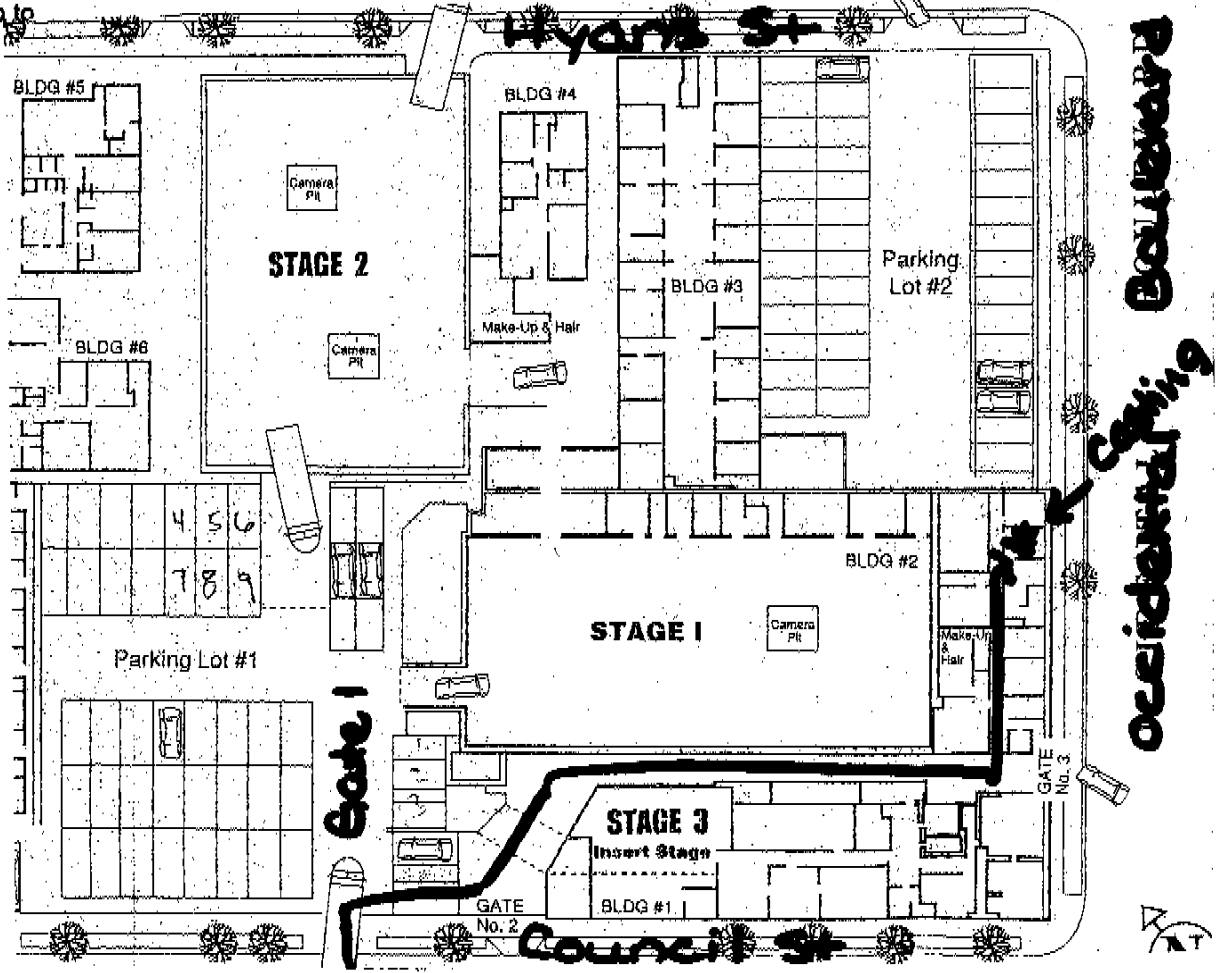 n to
Hyans St
BLDG #5
BLDG #4
Camera
Pit
STAGE 2
BLDG #3
Parking
Lot #2
Make-Up & Hair
Camera
Pit
BLDG #6
Boulevard
Casting
Occidental
4 5 6
7 8 9
BLDG #2
STAGE 1
Camera
Pit
Make-Up
&
Hair
Parking Lot #1
Gate 1
GATE
No. 3
3
STAGE 3
Insert Stage
GATE
No. 2
BLDG #1
Council St